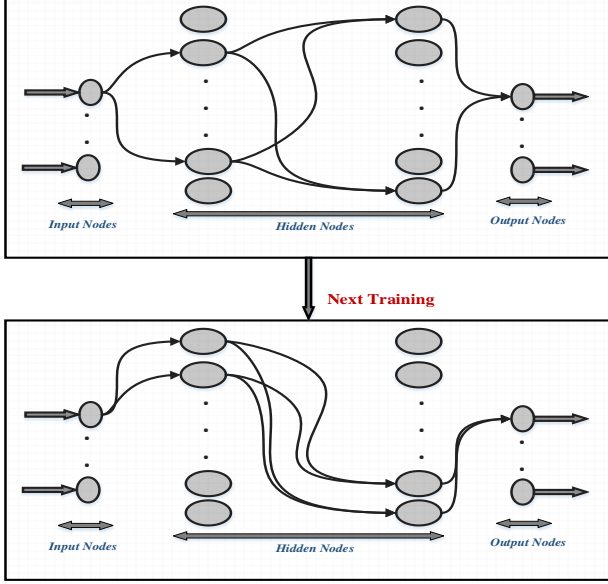 Input Nodes
Hidden Nodes
Output Nodes
Next Training
Input Nodes
Hidden Nodes
Output Nodes